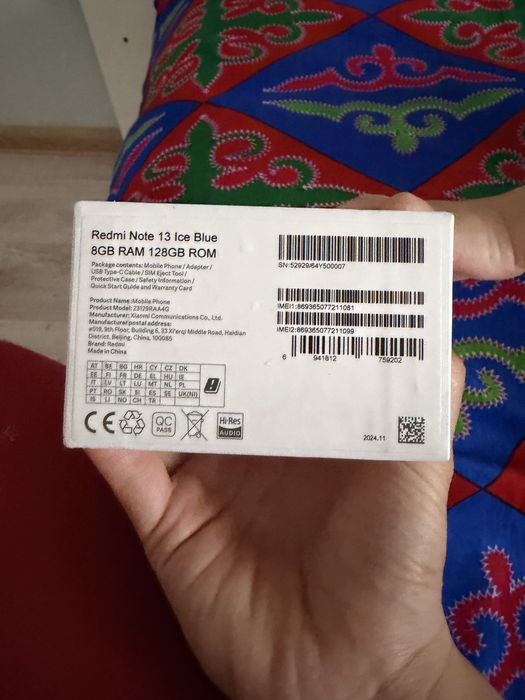 Redmi Note 13 Ice Blue
8GB RAM 128GB ROM
Package contents: Mobile Phone / Adapter /
USB Type-C Cable / SIM Eject Tool /
Protective Case / Safety Information /
Quick Start Guide and Warranty Card
Product Name:Mobile Phone
Product Model: 23129RAA4G
Manufacturer: Xiaomi Communications Co., Ltd.
Manufacturer postal address:
#019, 9th Floor, Building 6, 33 Xi'erqi Middle Road, Haidian
District, Beijing, China, 100085
Brand: Redmi
Made in China
AT BE BG HR CY CZ DK
EE FI FR DE EL HU IE
IT LV LT LU MT NL PL
PT RO SK SI ES SE UK(NI)
IS LI NO CH TR
CE
QC
PASS
Hi-Res
AUDIO
SN:52929/64Y500007
IMEI1:869365077211081
IMEI2:869365077211099
6 941812 759202
2024.11